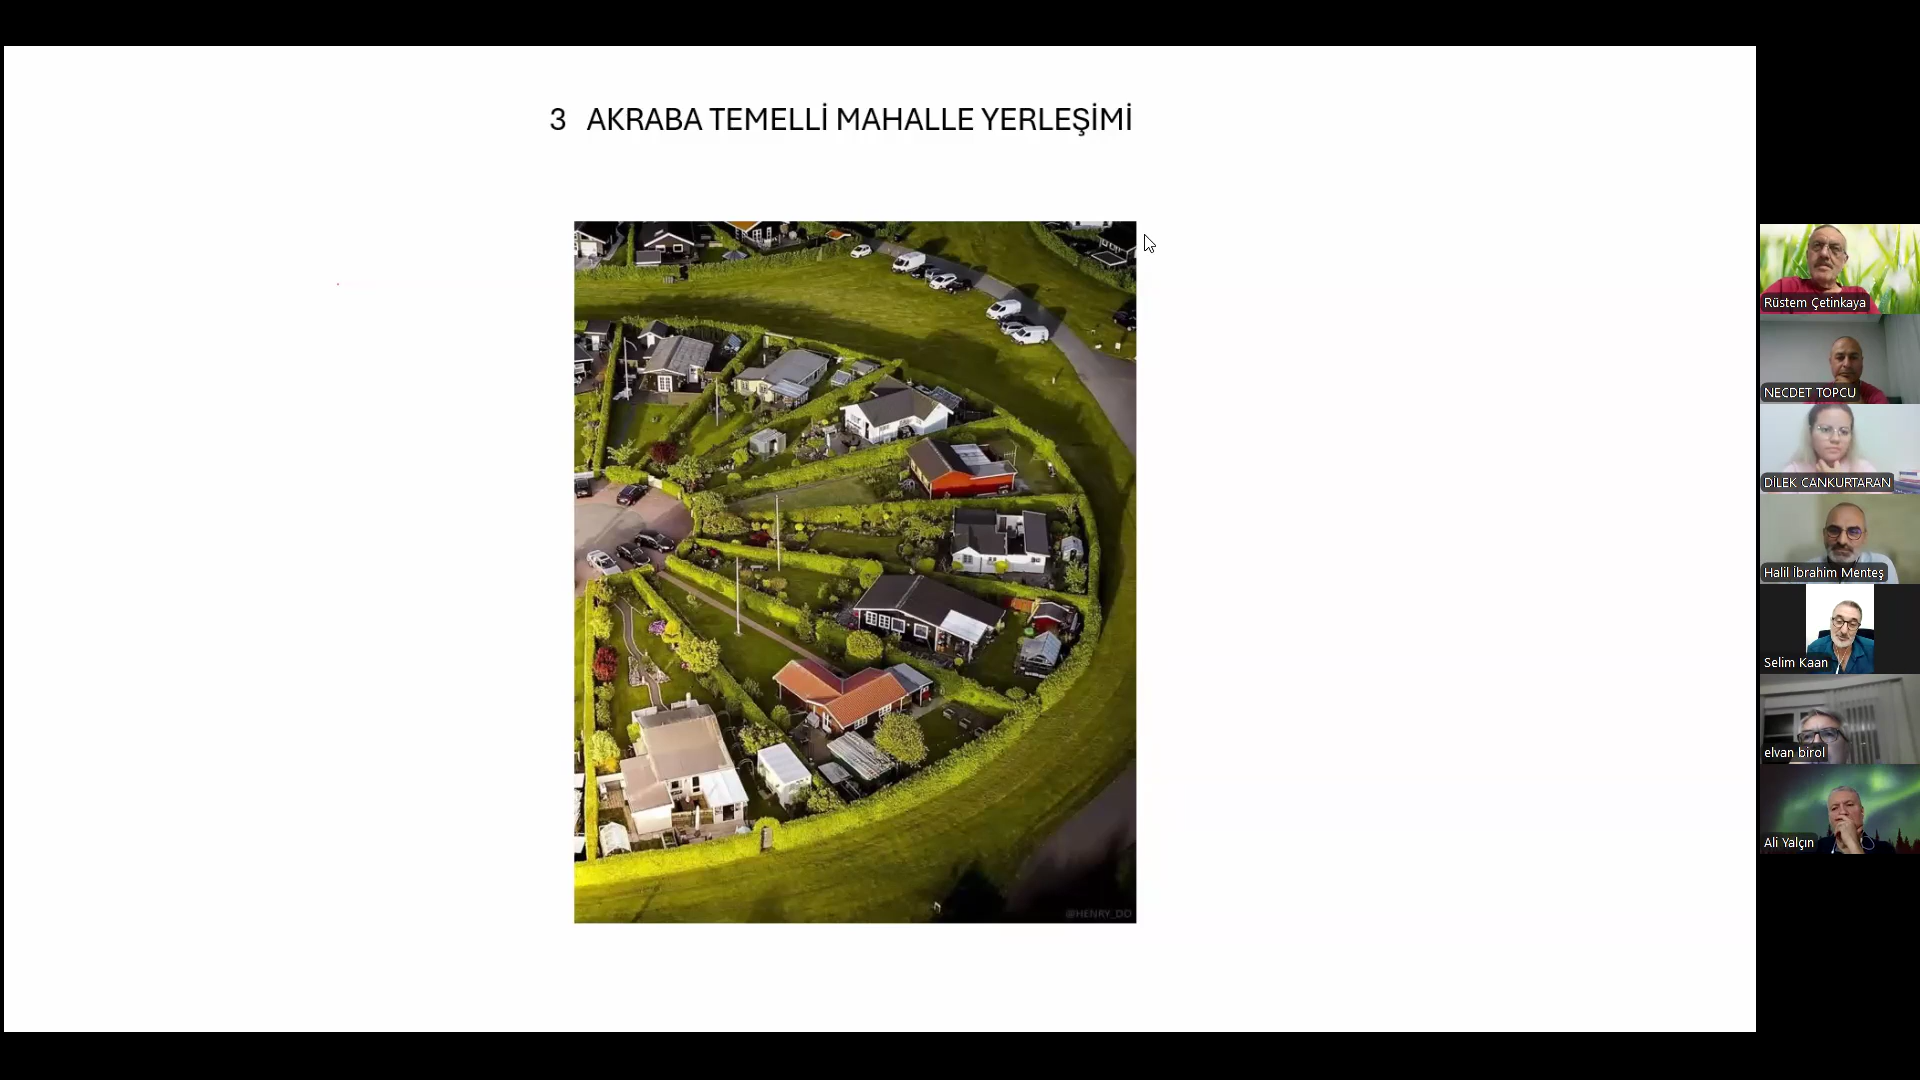 3 AKRABA TEMELLİ MAHALLE YERLEŞİMİ
@HENRY_DO
Rüstem Çetinkaya
NECDET TOPCU
DİLEK CANKURTARAN
Halil İbrahim Menteş
Selim Kaan
elvan birol
Ali Yalçın